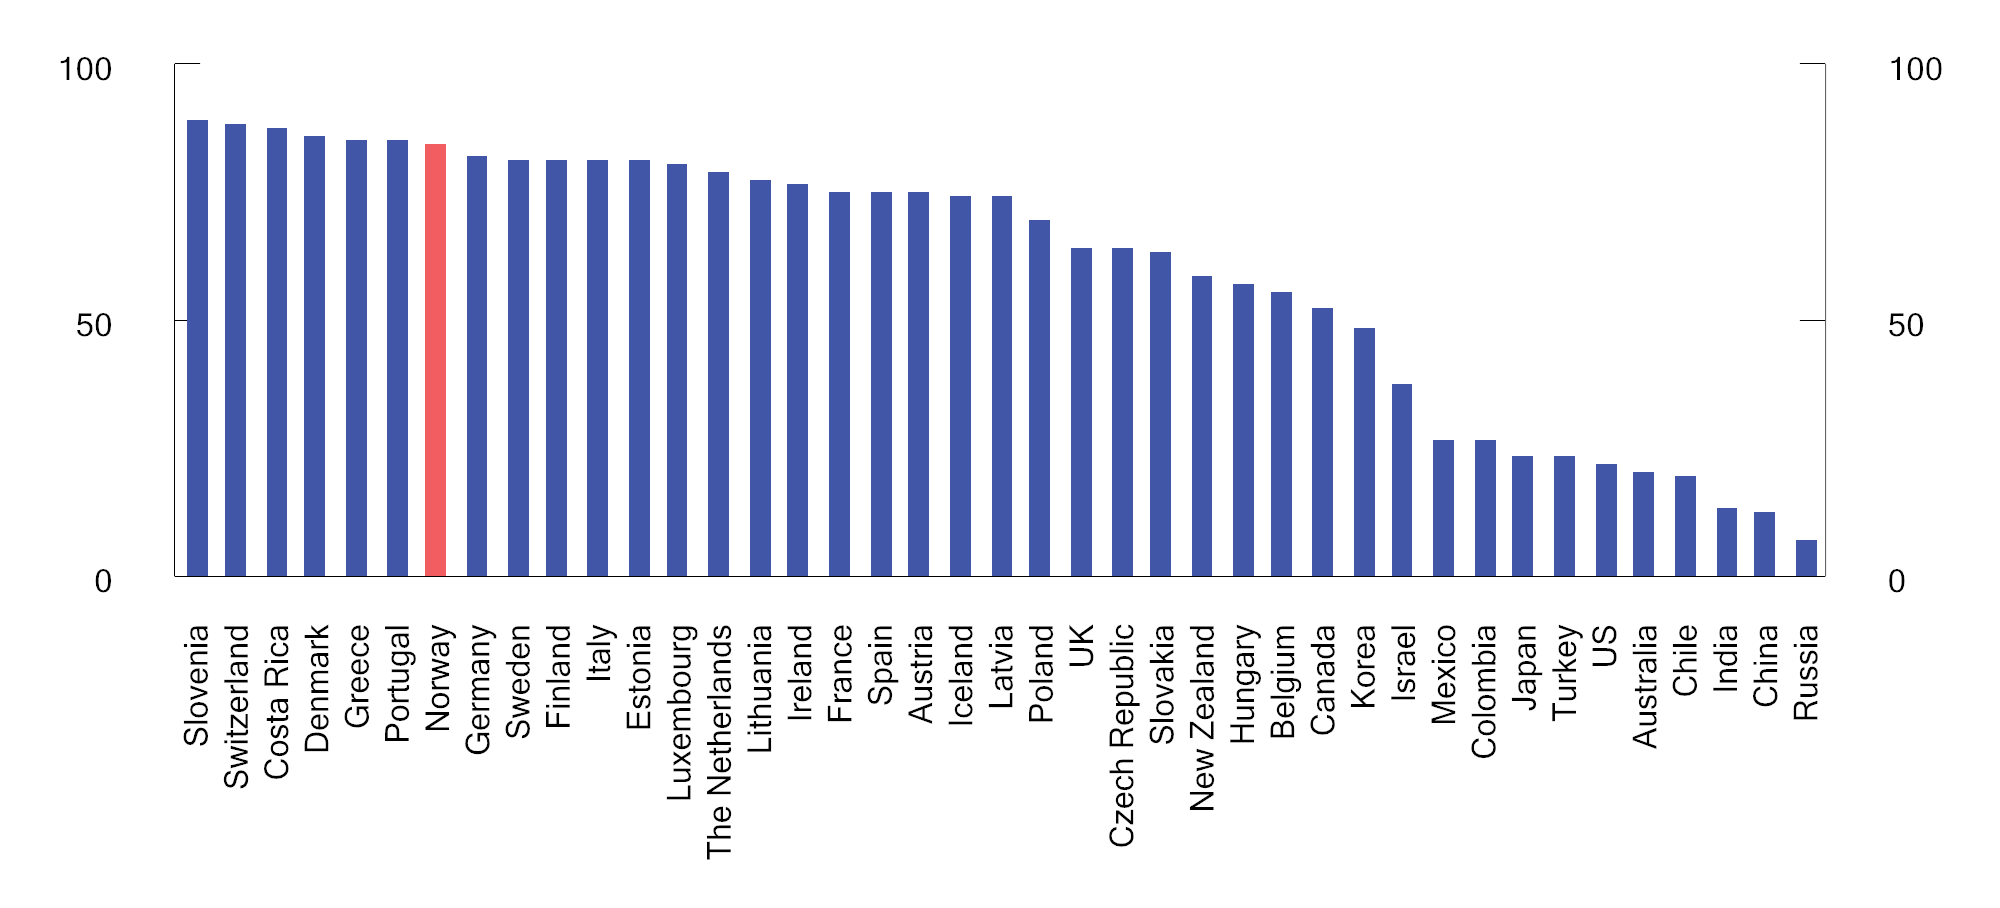 100
100
50
50
0
0
Slovenia
Switzerland
Costa Rica
Denmark
Greece
Portugal
Norway
Germany
Sweden
Finland
Italy
Estonia
Luxembourg
The Netherlands
Lithuania
Ireland
France
Spain
Austria
Iceland
Latvia
Poland
UK
Czech Republic
Slovakia
New Zealand
Hungary
Belgium
Canada
Korea
Israel
Mexico
Colombia
Japan
Turkey
US
Australia
Chile
India
China
Russia